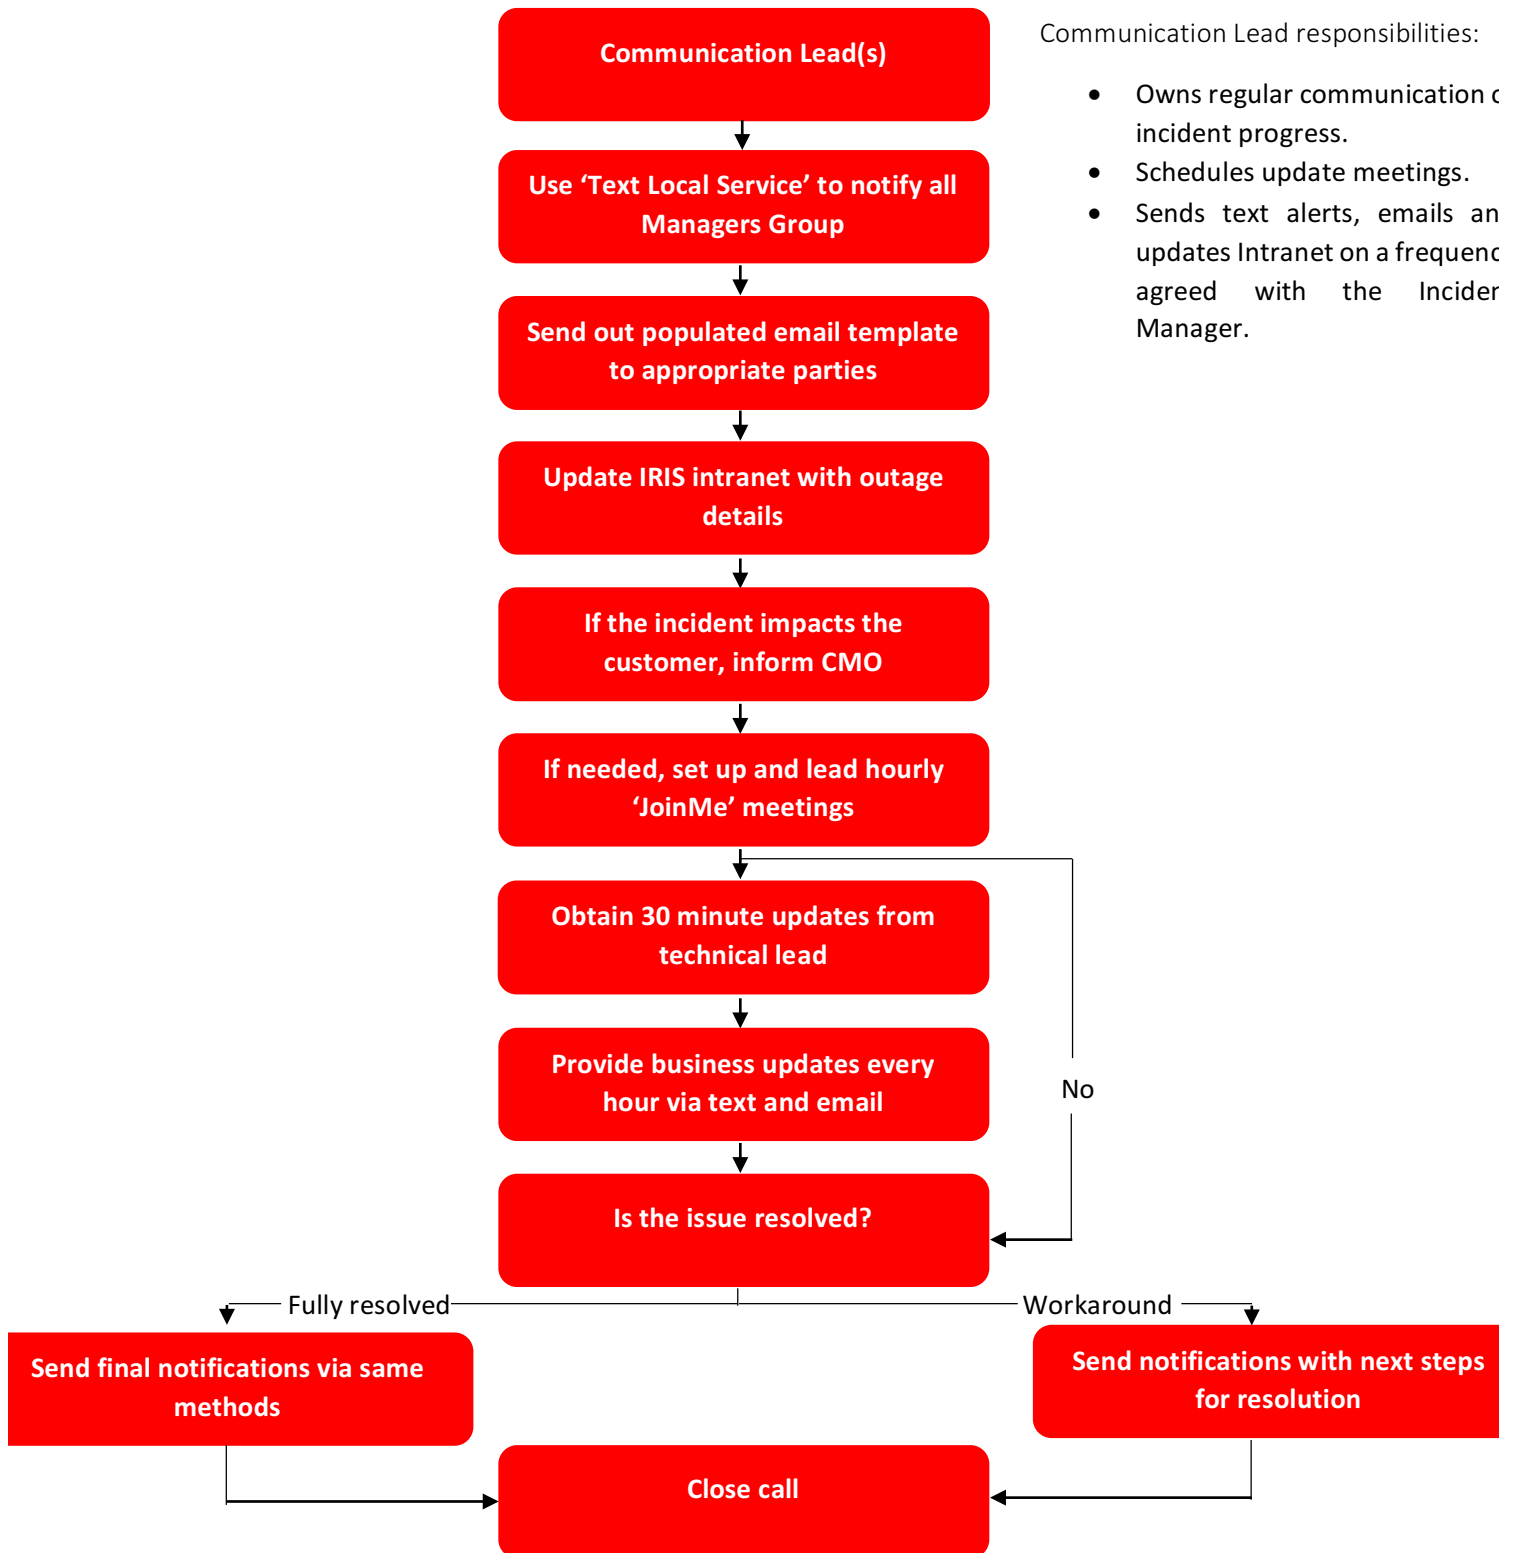 Communication Lead(s)
Communication Lead responsibilities:
• Owns regular communication
incident progress.
• Schedules update meetings.
• Sends text alerts, emails
updates Intranet on a
agreed with the
Manager.
Use ‘Text Local Service’ to notify all
Managers Group
Send out populated email template
to appropriate parties
Update IRIS intranet with outage
details
If the incident impacts the
customer, inform CMO
If needed, set up and lead hourly
‘JoinMe’ meetings
Obtain 30 minute updates from
technical lead
Provide business updates every
hour via text and email
No
Is the issue resolved?
Fully resolved
Workaround
Send final notifications via same
methods
Send notifications with next steps
for resolution
Close call